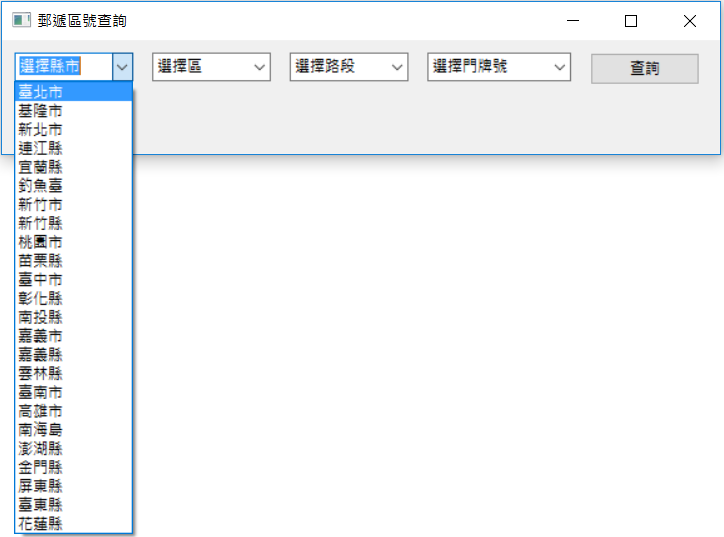 郵遞區號查詢
選擇縣市 選擇區 選擇路段 選擇門牌號 查詢
臺北市
基隆市
新北市
連江縣
宜蘭縣
釣魚臺
新竹市
新竹縣
桃園市
苗栗縣
臺中市
彰化縣
南投縣
嘉義市
嘉義縣
雲林縣
臺南市
高雄市
南海島
澎湖縣
金門縣
屏東縣
臺東縣
花蓮縣